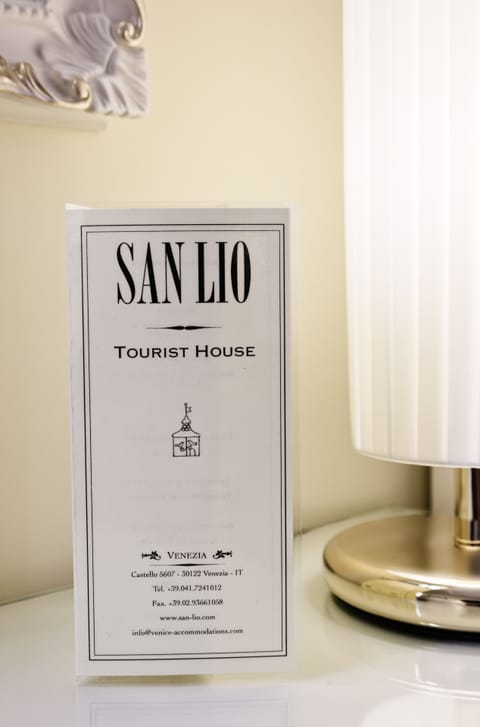 SAN LIO
TOURIST HOUSE
VENEZIA
Castello 5607 - 30122 Venezia - IT
Tel. +39.041.7241012
Fax. +39.02.93661058
www.san-lio.com
info@venice-accommodations.com